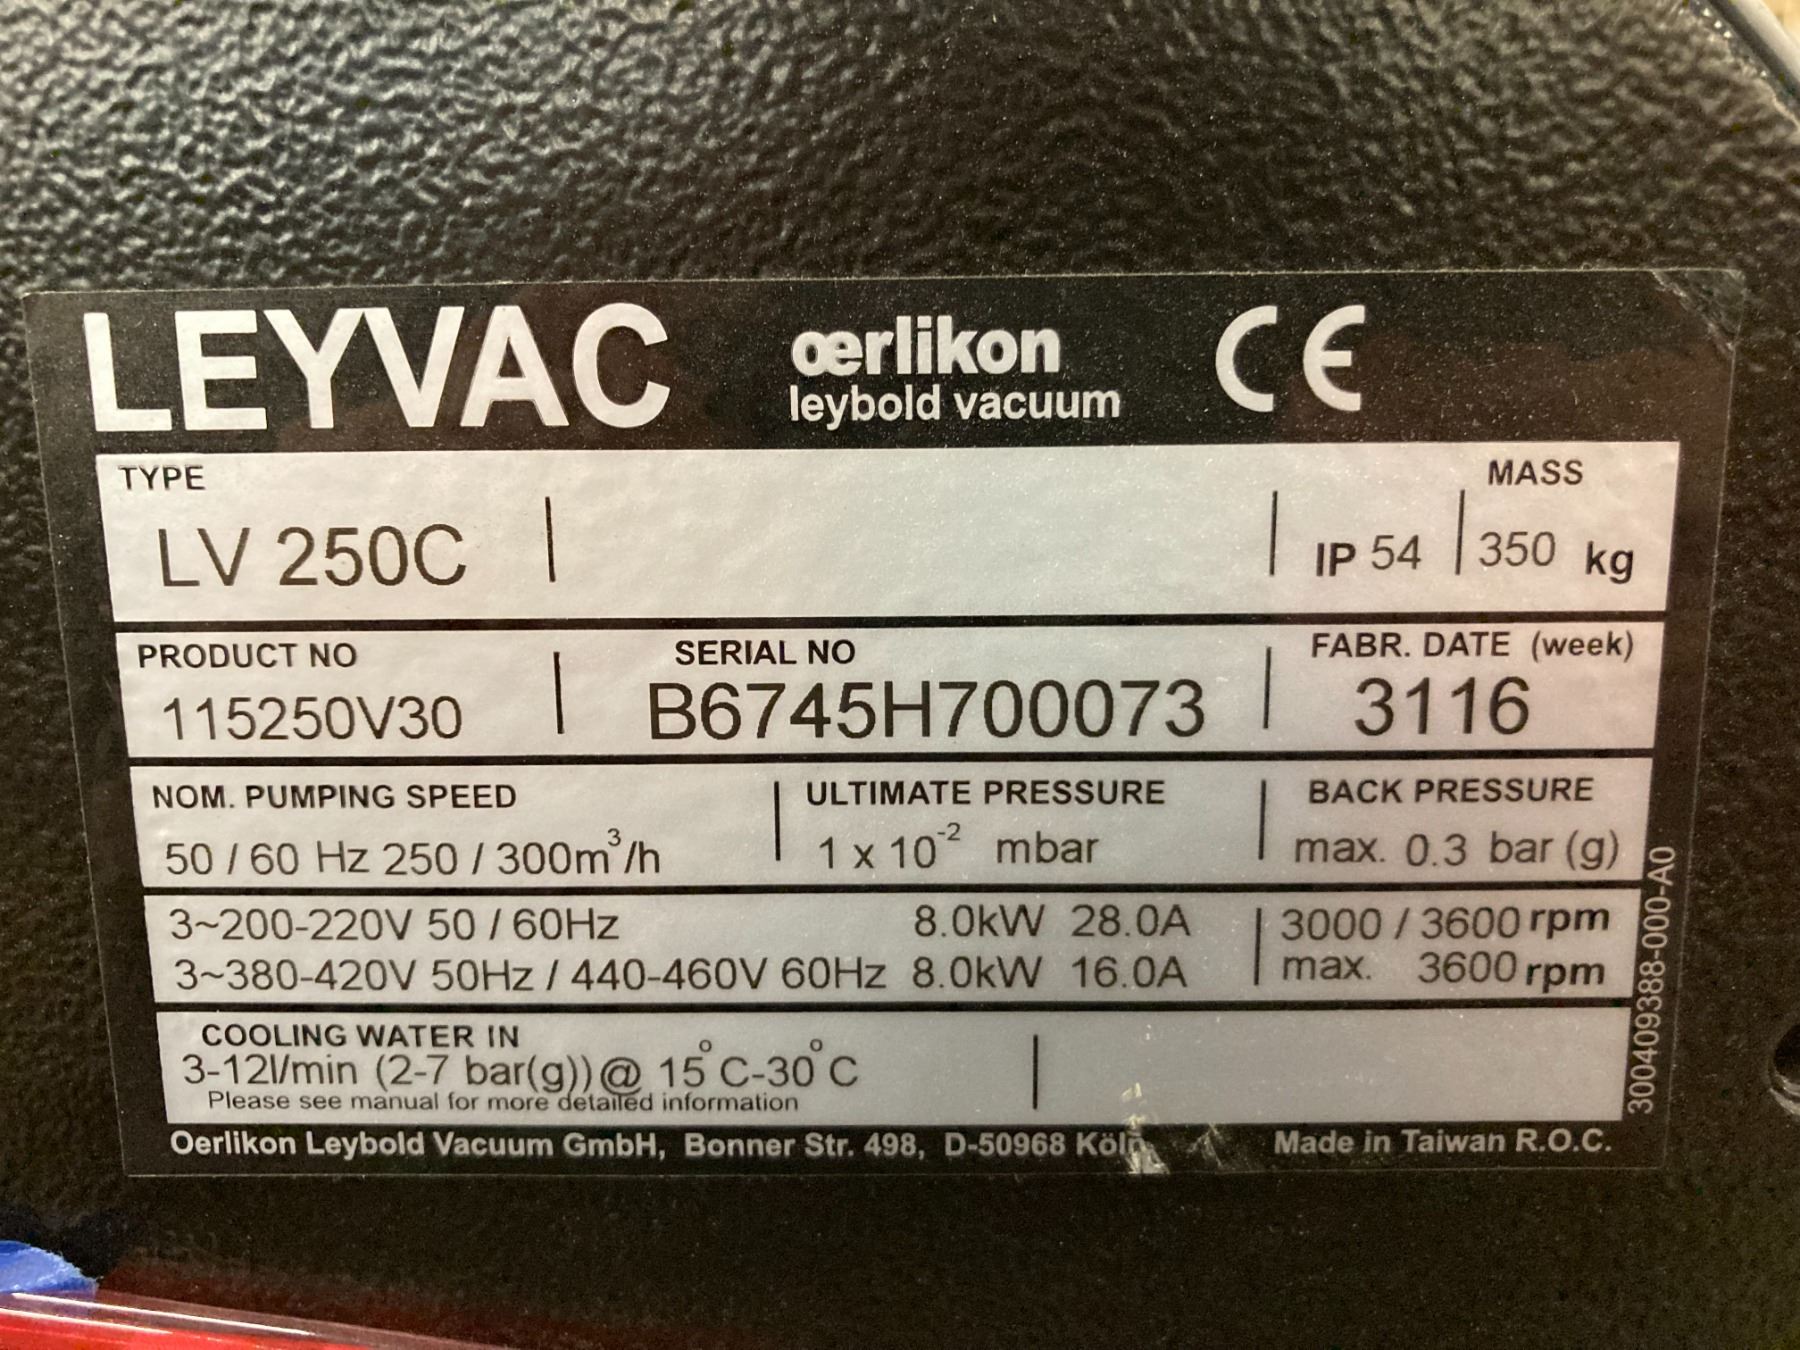 LEYVAC œrlikon CE
leybold vacuum
TYPE MASS
LV 250C | | IP 54 | 350 kg
PRODUCT NO SERIAL NO FABR. DATE (week)
115250V30 | B6745H700073 | 3116
NOM. PUMPING SPEED | ULTIMATE PRESSURE | BACK PRESSURE
50 / 60 Hz 250 / 300m³/h 1 x 10⁻² mbar max. 0.3 bar (g)
3~200-220V 50 / 60Hz 8.0kW 28.0A | 3000 / 3600 rpm
3~380-420V 50Hz / 440-460V 60Hz 8.0kW 16.0A | max. 3600 rpm
COOLING WATER IN
3-12l/min (2-7 bar(g))@ 15°C-30°C
Please see manual for more detailed information
Oerlikon Leybold Vacuum GmbH, Bonner Str. 498, D-50968 Köln Made in Taiwan R.O.C.
300409388-000-A0